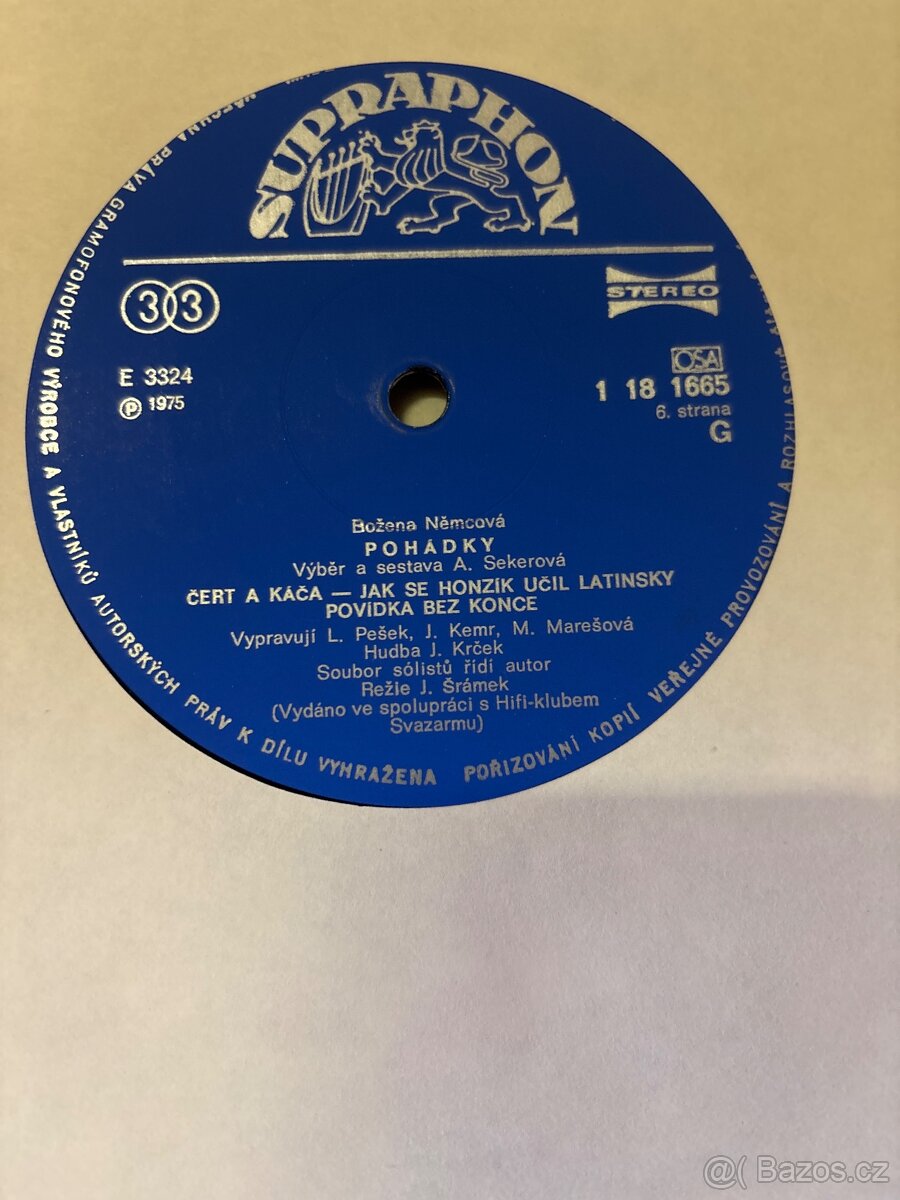 SUPRAPHON
33
STEREO
E 3324
Ⓟ 1975
OSA
1 18 1665
6. strana
G
Božena Němcová
POHÁDKY
Výběr a sestava A. Sekerová
ČERT A KÁČA — JAK SE HONZÍK UČIL LATINSKY
POVÍDKA BEZ KONCE
Vypravují L. Pešek, J. Kemr, M. Marešová
Hudba J. Krček
Soubor sólistů řídí autor
Režie J. Šrámek
(Vydáno ve spolupráci s Hifi-klubem
Svazarmu)
PRÁVA GRAMOFONOVÉHO VÝROBCE A VLASTNÍKŮ AUTORSKÝCH PRÁV K DÍLU VYHRAŽENA POŘIZOVÁNÍ KOPIÍ VEŘEJNÉ PROVOZOVÁNÍ A ROZHLASOVÉ
@( Bazos.cz